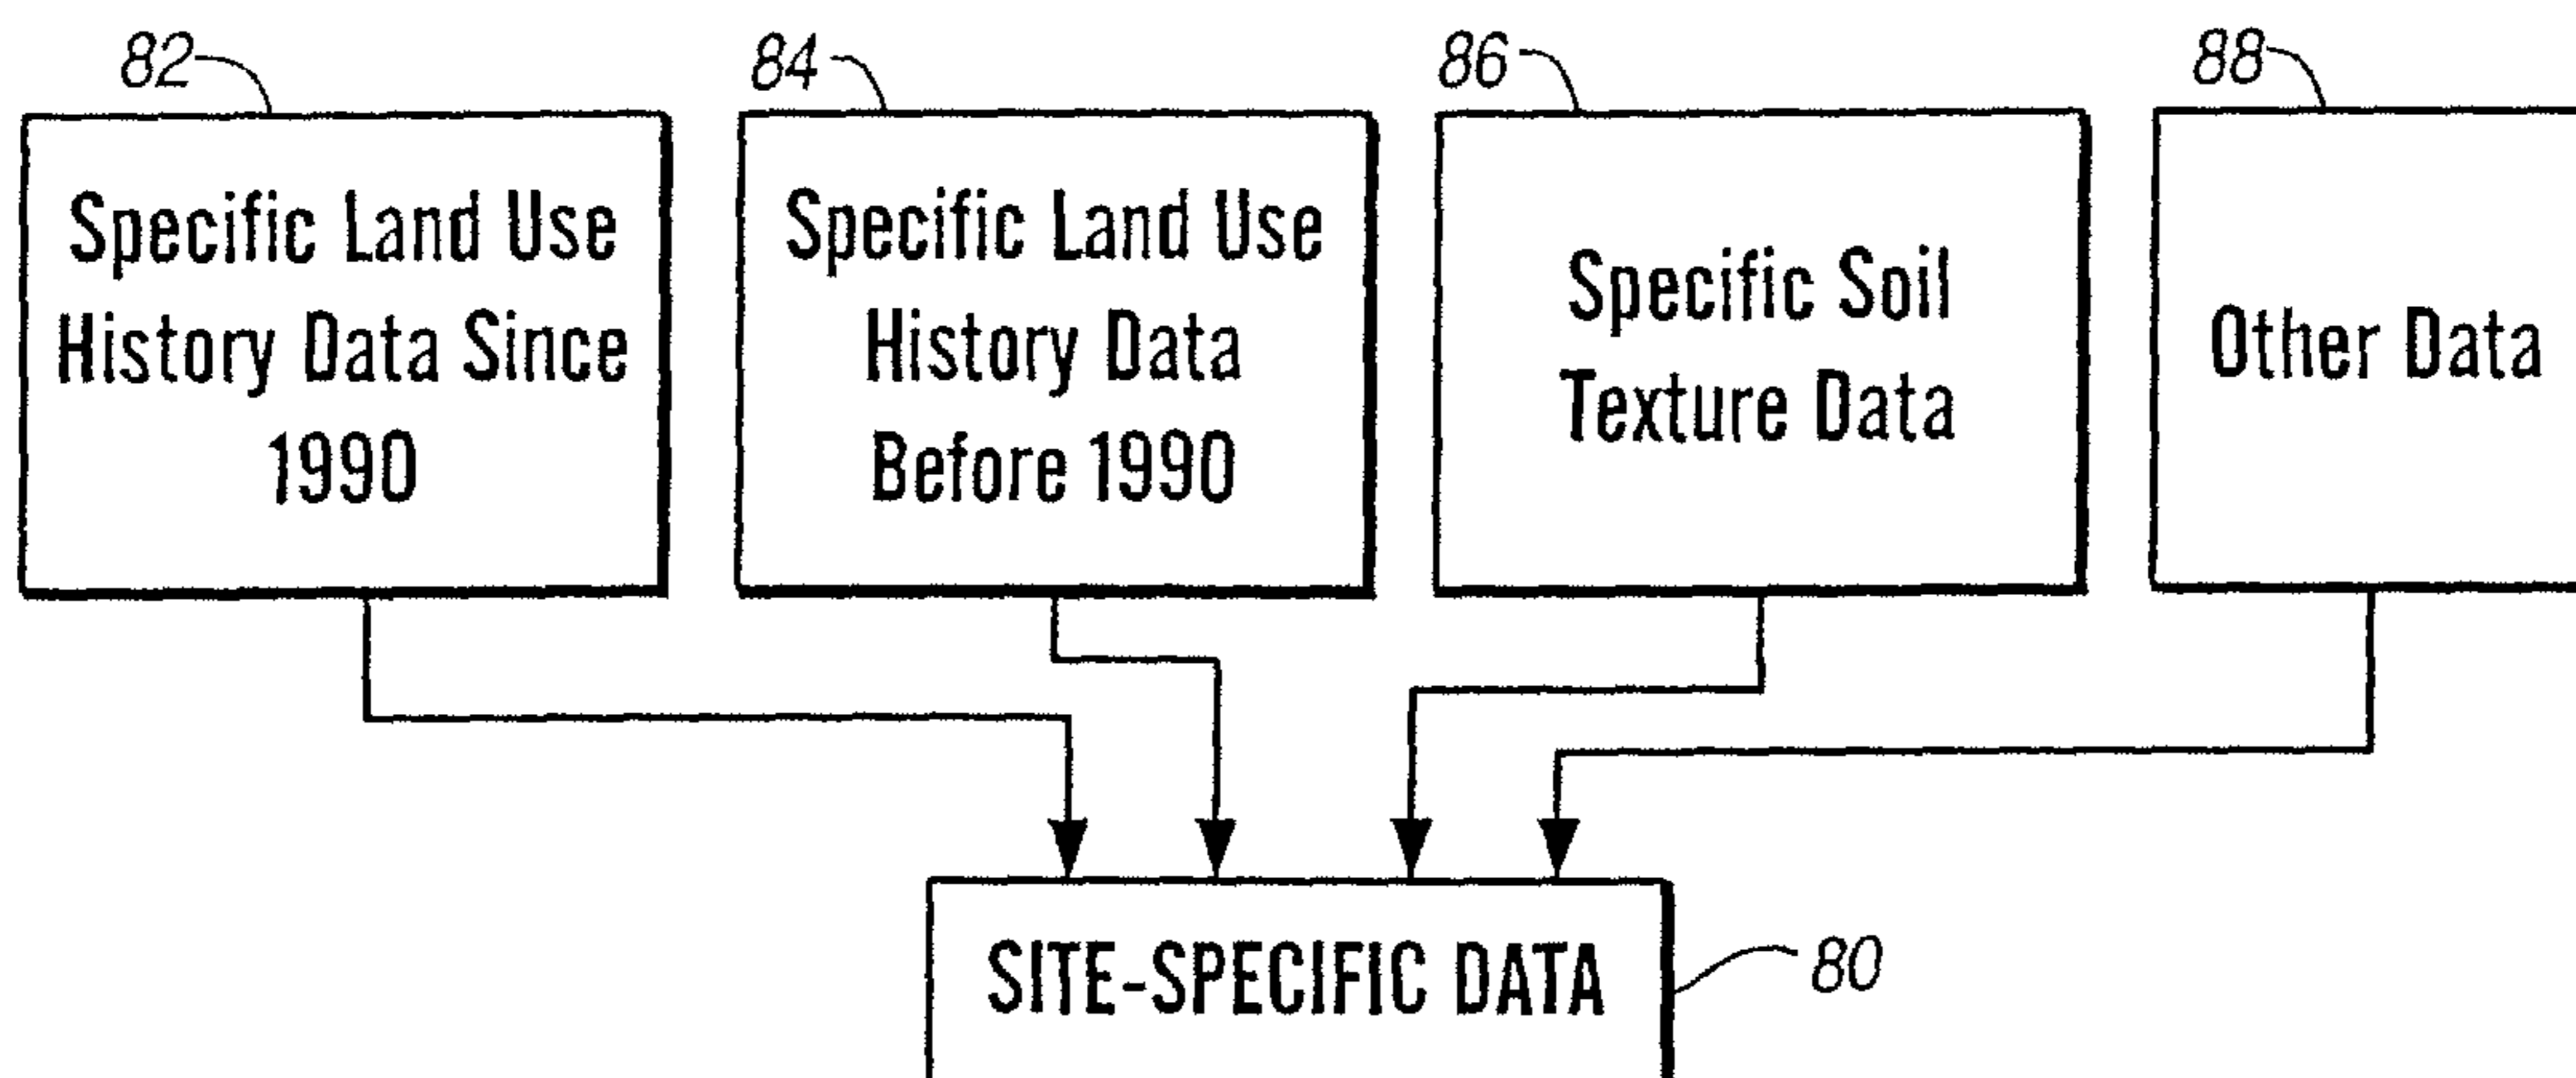 82
84
86
88
Specific Land Use
History Data Since
1990
Specific Land Use
History Data
Before 1990
Specific Soil
Texture Data
Other Data
SITE-SPECIFIC DATA
80